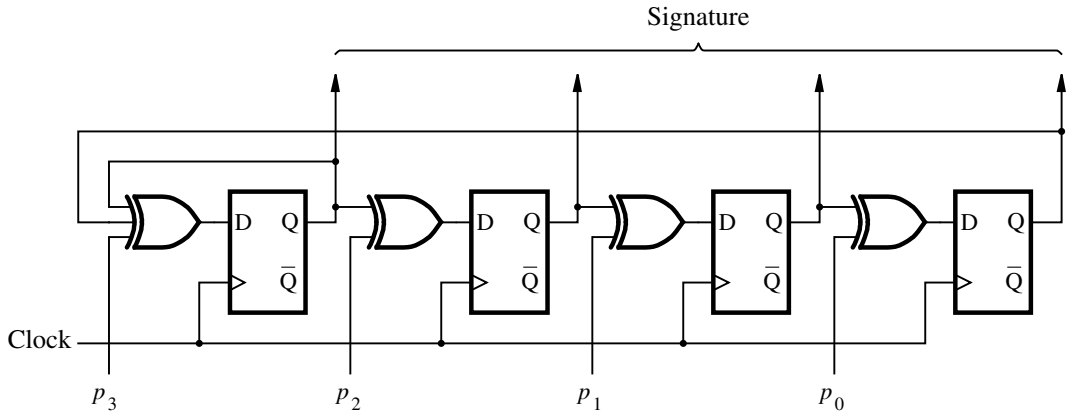 Signature
D Q D Q D Q D Q
Q̅ Q̅ Q̅ Q̅
Clock
p₃ p₂ p₁ p₀